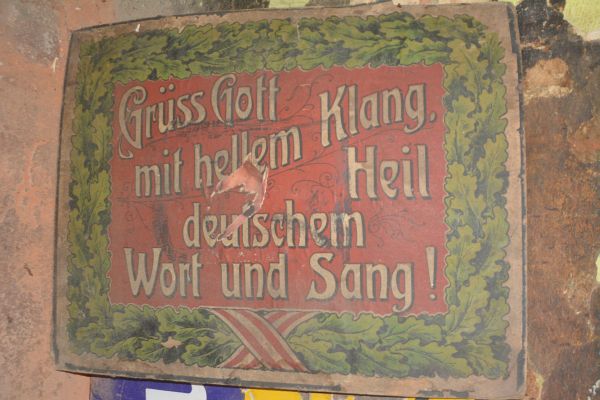 Grüss Gott
mit hellem Klang,
Heil
deutschem
Wort und Sang!